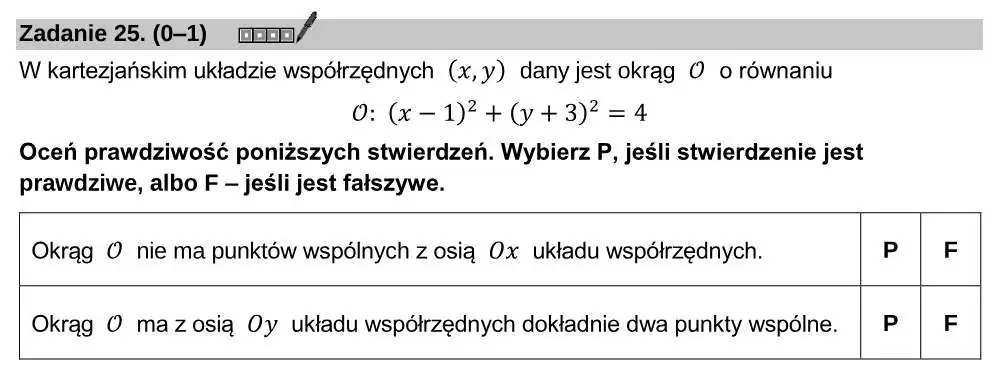 Zadanie 25. (0–1)
W kartezjańskim układzie współrzędnych (x, y) dany jest okrąg 𝒪 o równaniu
𝒪: (x − 1)² + (y + 3)² = 4
Oceń prawdziwość poniższych stwierdzeń. Wybierz P, jeśli stwierdzenie jest
prawdziwe, albo F – jeśli jest fałszywe.
Okrąg 𝒪 nie ma punktów wspólnych z osią Ox układu współrzędnych. P F
Okrąg 𝒪 ma z osią Oy układu współrzędnych dokładnie dwa punkty wspólne. P F